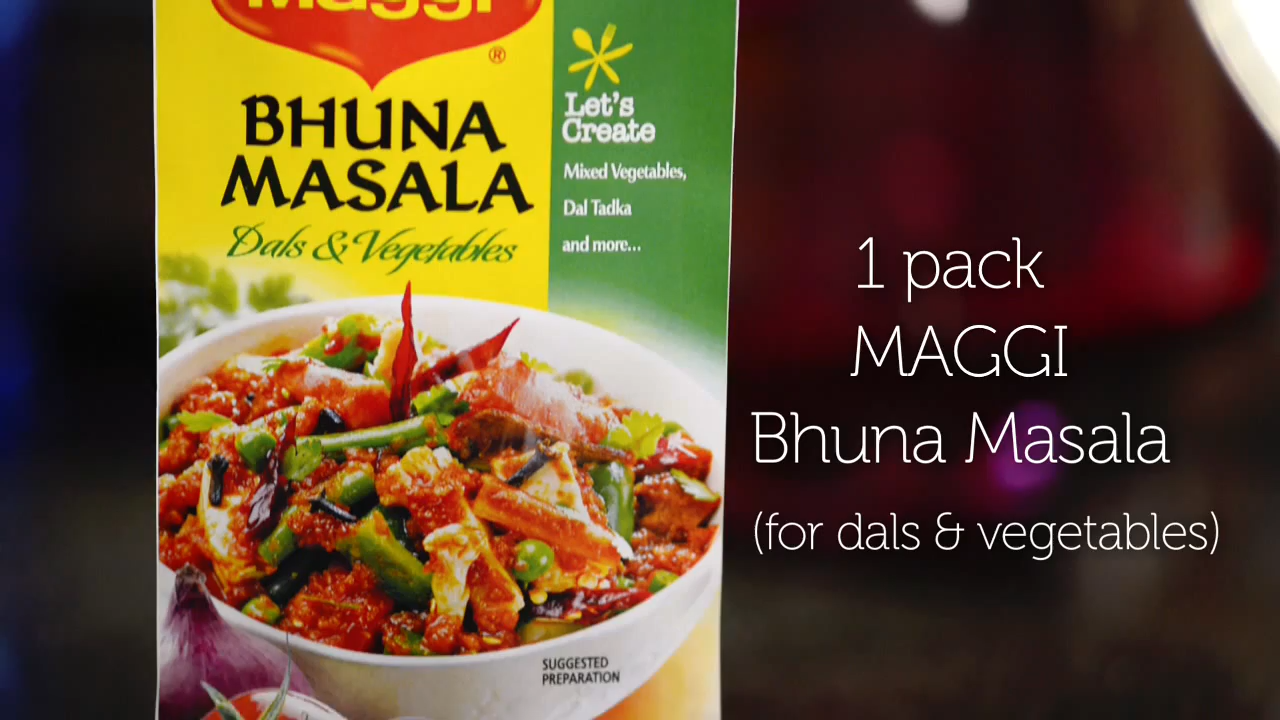 Maggi
®
BHUNA
MASALA
Dals & Vegetables
Let's
Create
Mixed Vegetables,
Dal Tadka
and more...
SUGGESTED
PREPARATION
1 pack
MAGGI
Bhuna Masala
(for dals & vegetables)